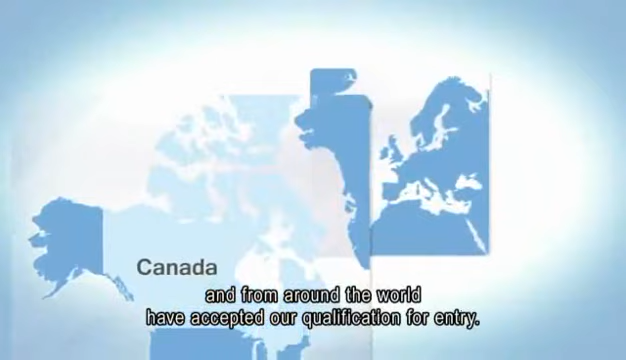 Canada
and from around the world
have accepted our qualification for entry.